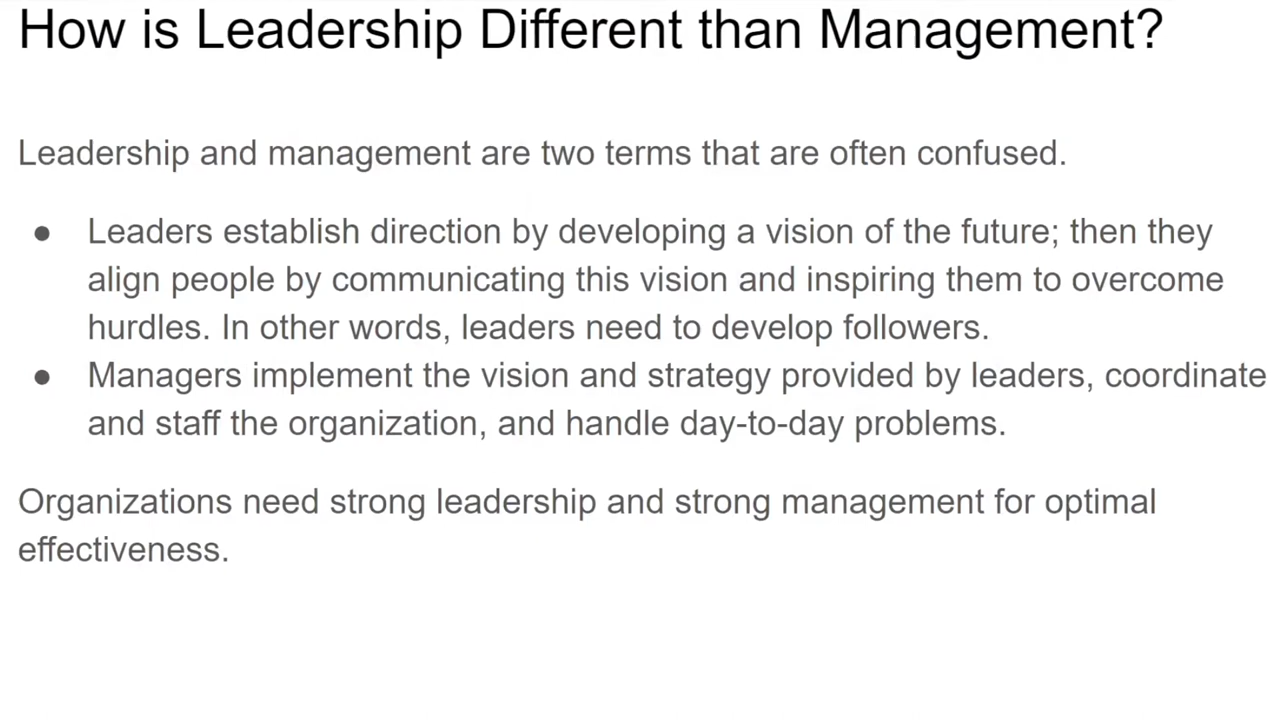 How is Leadership Different than Management?
Leadership and management are two terms that are often confused.
● Leaders establish direction by developing a vision of the future; then they
align people by communicating this vision and inspiring them to overcome
hurdles. In other words, leaders need to develop followers.
● Managers implement the vision and strategy provided by leaders, coordinate
and staff the organization, and handle day-to-day problems.
Organizations need strong leadership and strong management for optimal
effectiveness.